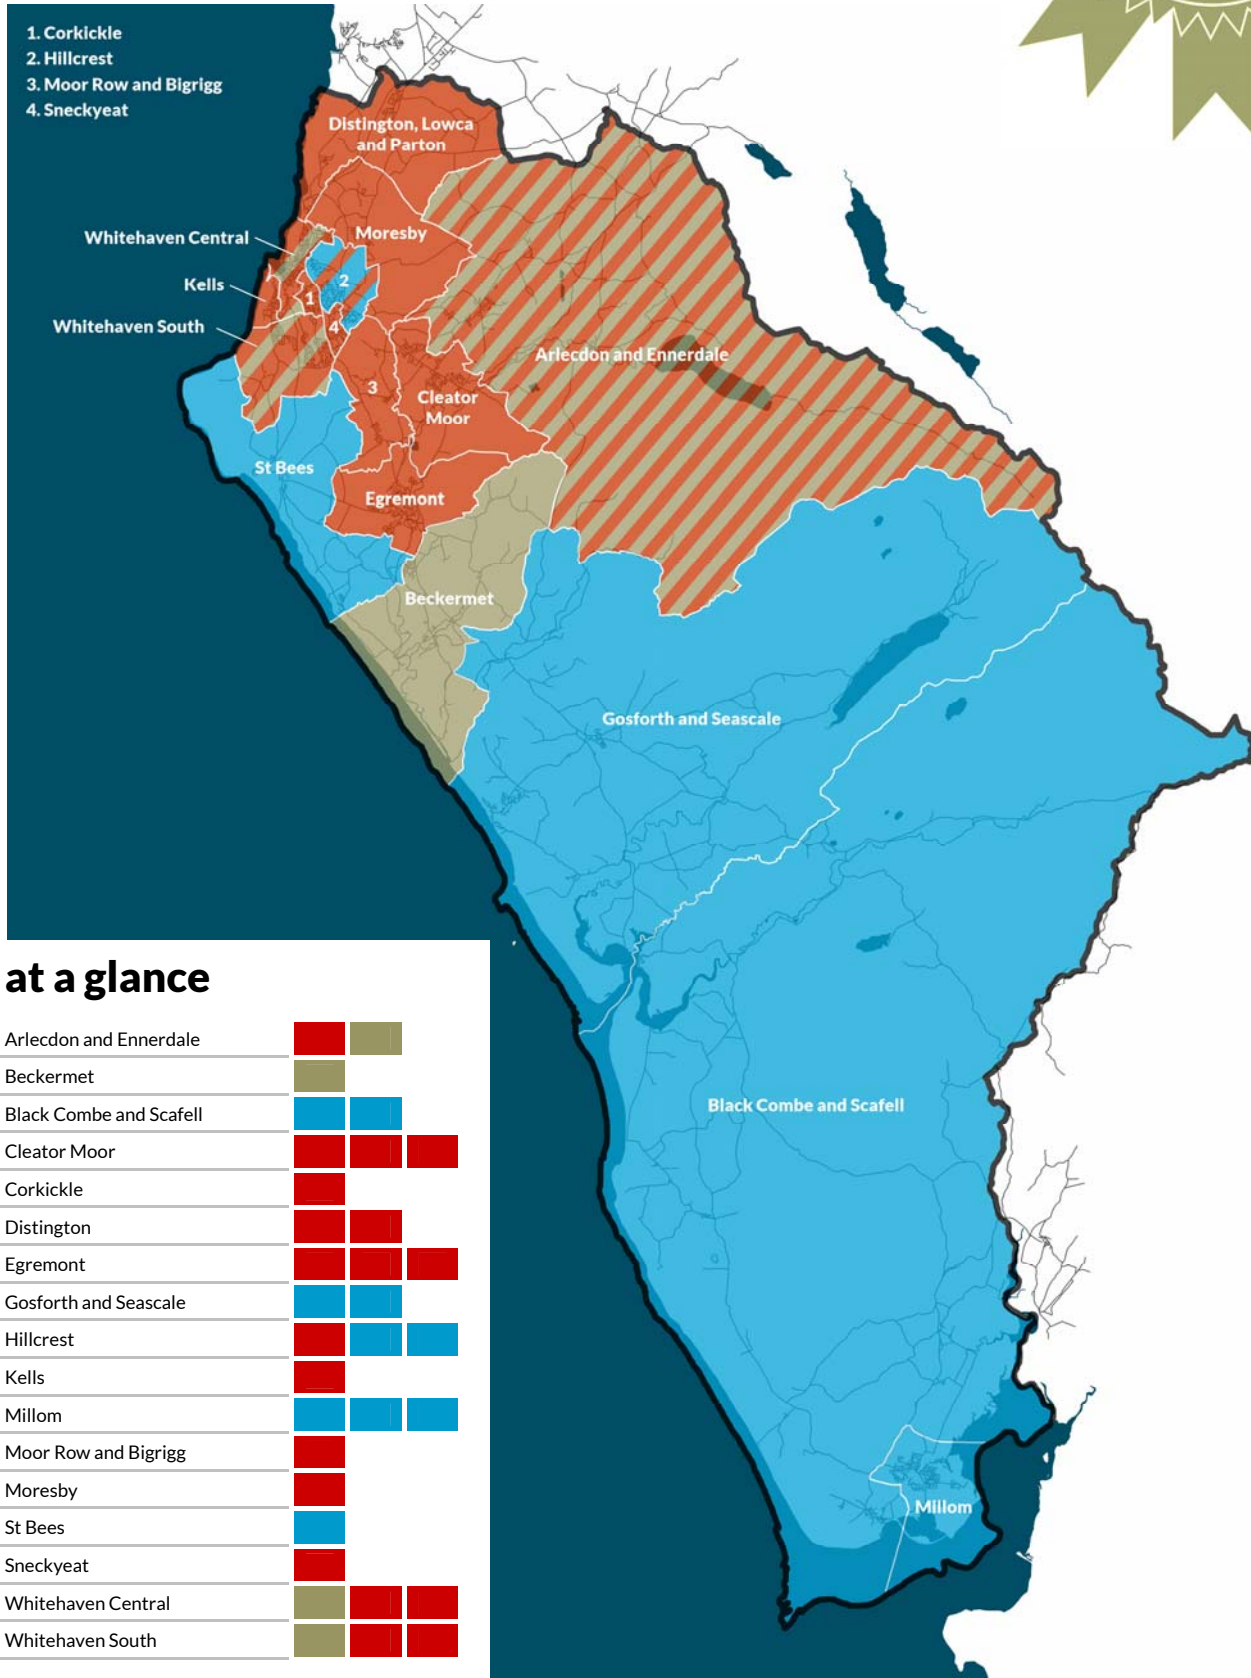 1. Corkickle
2. Hillcrest
3. Moor Row and Bigrigg
4. Sneckyeat
Distington, Lowca
and Parton
Whitehaven Central
Moresby
Kells
2
1
Whitehaven South
4
Arlecdon and Ennerdale
3
Cleator
Moor
St Bees
Egremont
Beckermet
Gosforth and Seascale
Black Combe and Scafell
Millom
at a glance
Arlecdon and Ennerdale
Beckermet
Black Combe and Scafell
Cleator Moor
Corkickle
Distington
Egremont
Gosforth and Seascale
Hillcrest
Kells
Millom
Moor Row and Bigrigg
Moresby
St Bees
Sneckyeat
Whitehaven Central
Whitehaven South